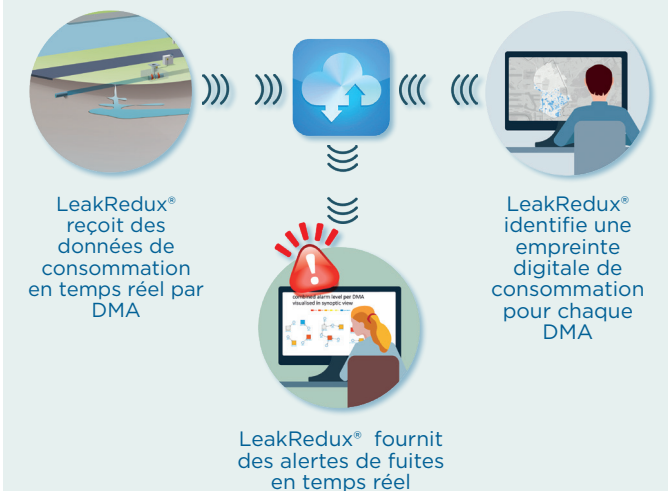 LeakRedux®
reçoit des
données de
consommation
en temps réel par
DMA
LeakRedux®
identifie une
empreinte
digitale de
consommation
pour chaque
DMA
combined alarm level per DMA
visualised in synoptic view
LeakRedux® fournit
des alertes de fuites
en temps réel